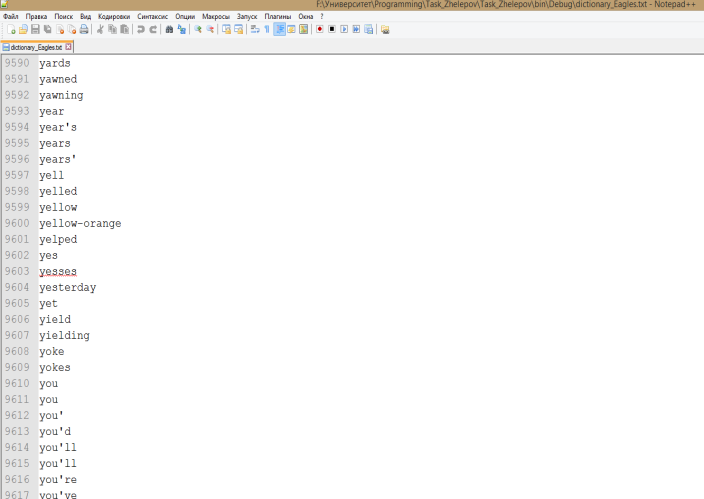 F:\Университет\Programming\Task_Zhelepov\Task_Zhelepov\bin\Debug\dictionary_Eagles.txt - Notepad++
Файл Правка Поиск Вид Кодировки Синтаксис Опции Макросы Запуск Плагины Окна ?
dictionary_Eagles.txt
9590 yards
9591 yawned
9592 yawning
9593 year
9594 year's
9595 years
9596 years'
9597 yell
9598 yelled
9599 yellow
9600 yellow-orange
9601 yelped
9602 yes
9603 yesses
9604 yesterday
9605 yet
9606 yield
9607 yielding
9608 yoke
9609 yokes
9610 you
9611 you
9612 you'
9613 you'd
9614 you'll
9615 you'll
9616 you're
9617 you've